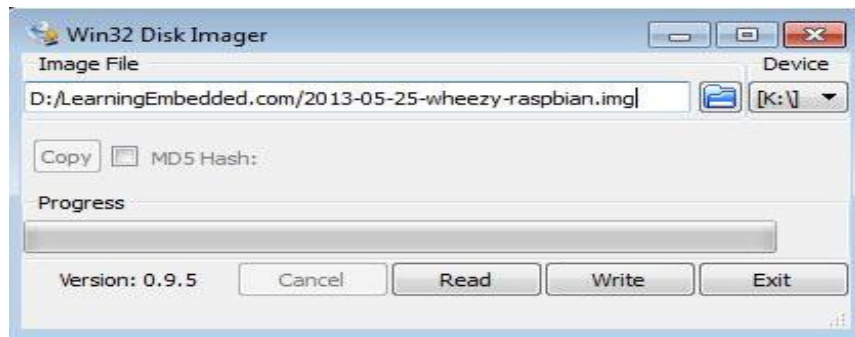 Win32 Disk Imager
Image File
Device
D:/LearningEmbedded.com/2013-05-25-wheezy-raspbian.img
[K:\]
Copy
MD5 Hash:
Progress
Version: 0.9.5
Cancel
Read
Write
Exit